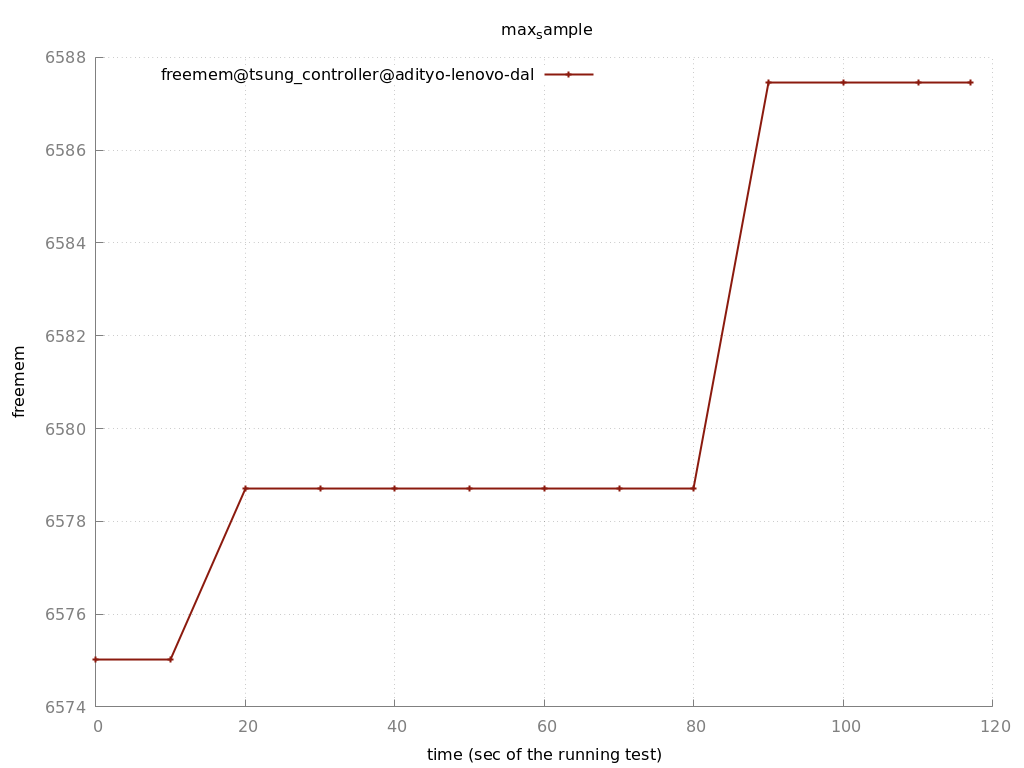 max_sample
6588
freemem@tsung_controller@adityo-lenovo-dal
6586
6584
6582
6580
6578
6576
6574
freemem
0 20 40 60 80 100 120
time (sec of the running test)